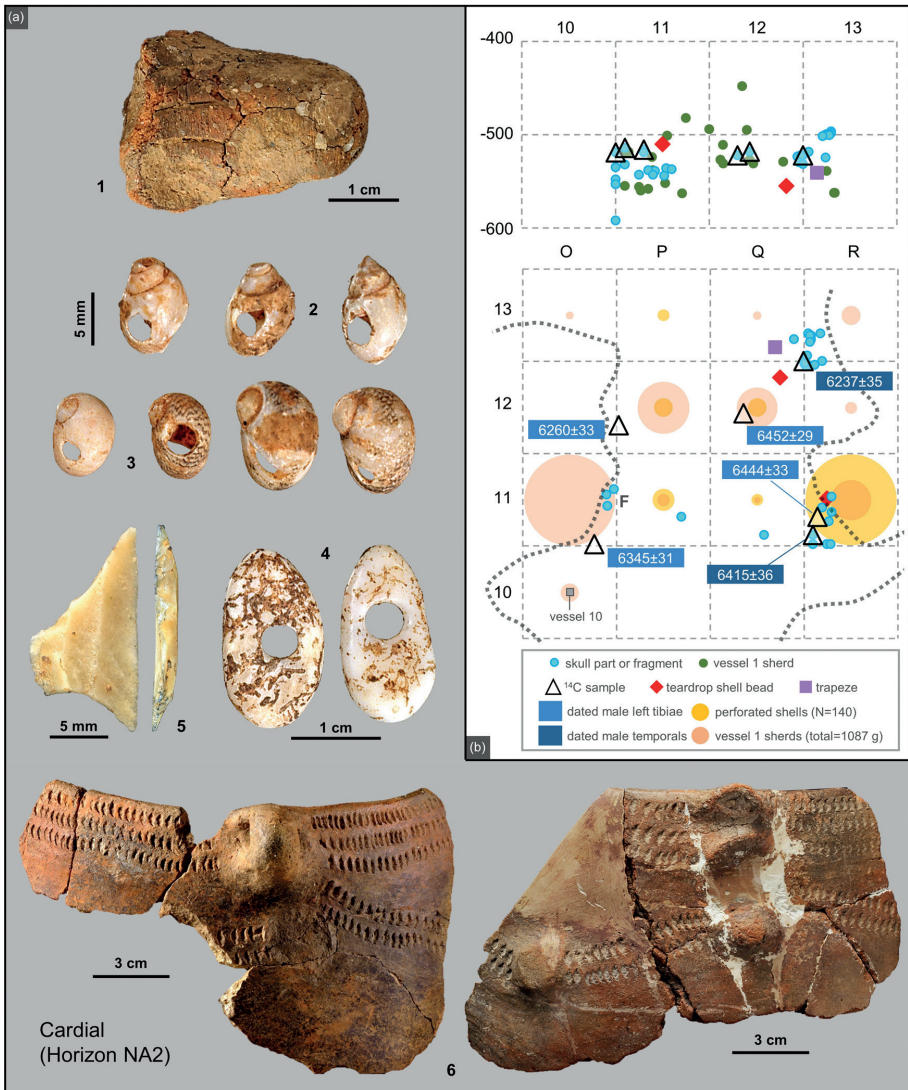 (a)
1
1 cm
5 mm
2
3
4
5 mm
5
1 cm
10 11 12 13
-400
-500
-600
O P Q R
13
12
11
10
6237±35
6260±33
6452±29
6444±33
F
6345±31
6415±36
vessel 10
skull part or fragment
vessel 1 sherd
¹⁴C sample
teardrop shell bead
trapeze
dated male left tibiae
perforated shells (N=140)
dated male temporals
vessel 1 sherds (total=1087 g)
(b)
3 cm
Cardial
(Horizon NA2)
6
3 cm